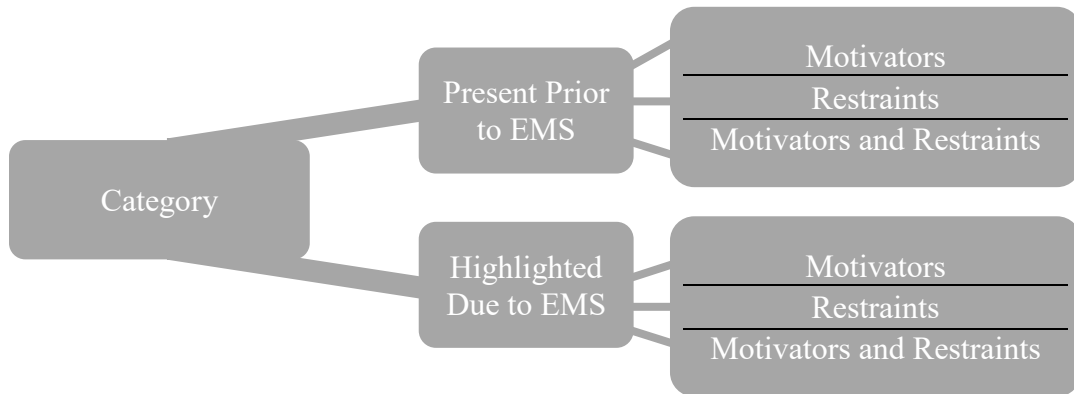 Category
Present Prior
to EMS
Motivators
Restraints
Motivators and Restraints
Highlighted
Due to EMS
Motivators
Restraints
Motivators and Restraints